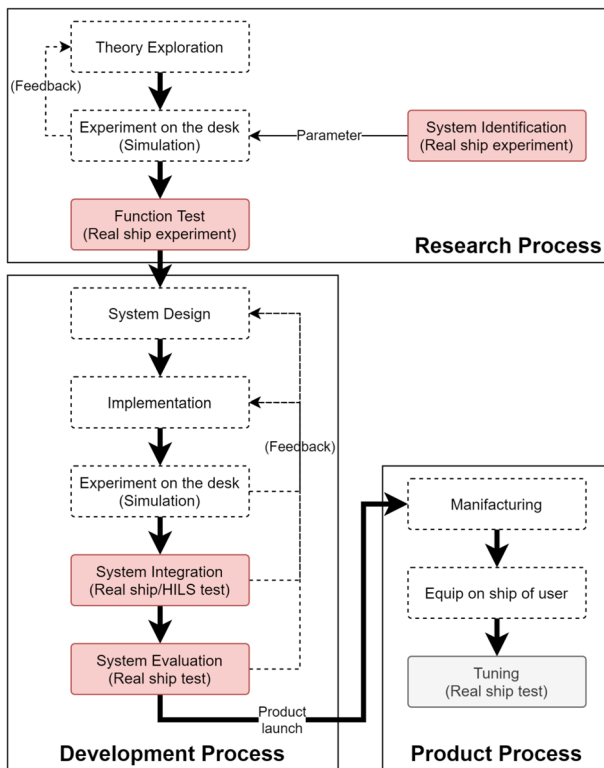 Theory Exploration
(Feedback)
Experiment on the desk
(Simulation)
Parameter
System Identification
(Real ship experiment)
Function Test
(Real ship experiment)
Research Process
System Design
Implementation
(Feedback)
Experiment on the desk
(Simulation)
System Integration
(Real ship/HILS test)
System Evaluation
(Real ship test)
Product
launch
Development Process
Manifacturing
Equip on ship of user
Tuning
(Real ship test)
Product Process